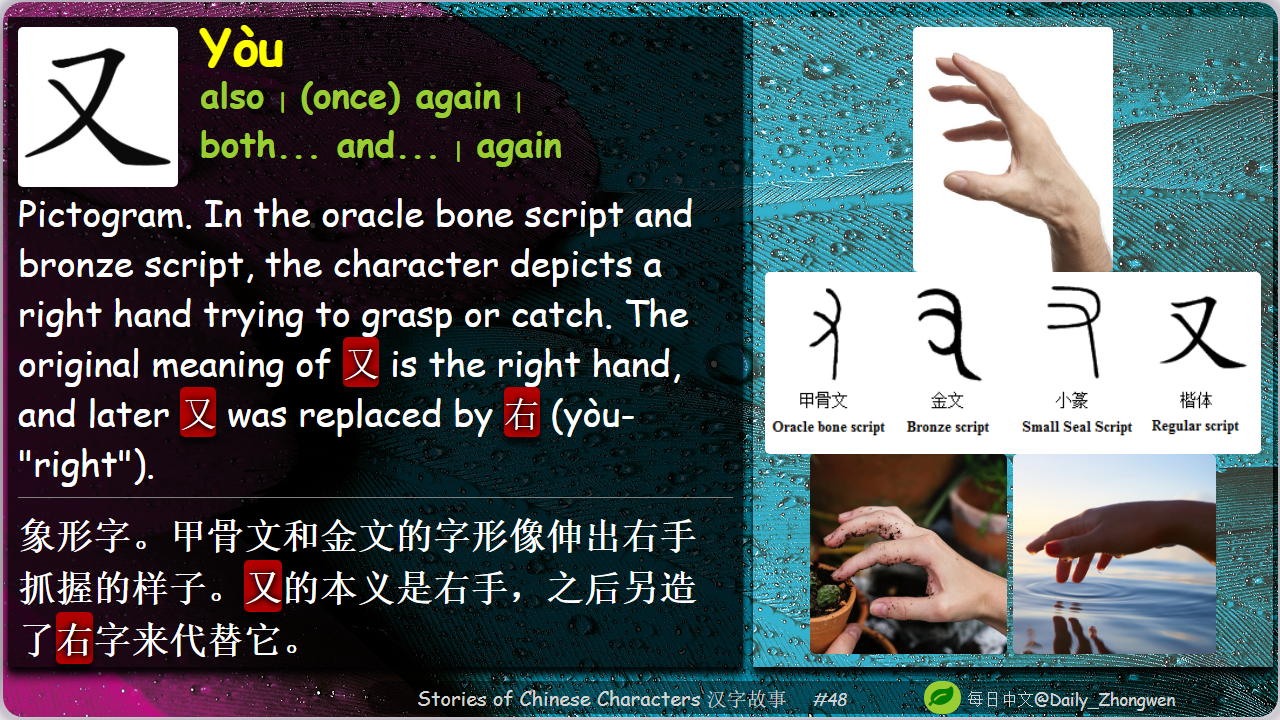 又
Yòu
also | (once) again |
both... and... | again
Pictogram. In the oracle bone script and
bronze script, the character depicts a
right hand trying to grasp or catch. The
original meaning of 又 is the right hand,
and later 又 was replaced by 右 (yòu-
"right").
象形字。甲骨文和金文的字形像伸出右手
抓握的样子。又的本义是右手，之后另造
了右字来代替它。
又
甲骨文 金文 小篆 楷体
Oracle bone script Bronze script Small Seal Script Regular script
Stories of Chinese Characters 汉字故事 #48
每日中文@Daily_Zhongwen